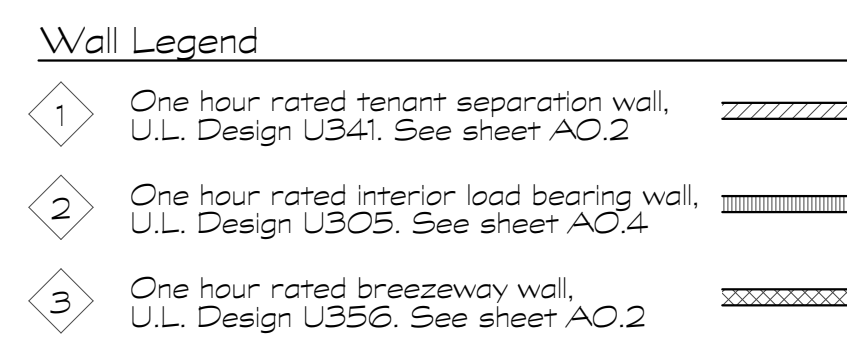 Wall Legend
1
One hour rated tenant separation wall,
U.L. Design U341. See sheet A0.2
2
One hour rated interior load bearing wall,
U.L. Design U305. See sheet A0.4
3
One hour rated breezeway wall,
U.L. Design U356. See sheet A0.2